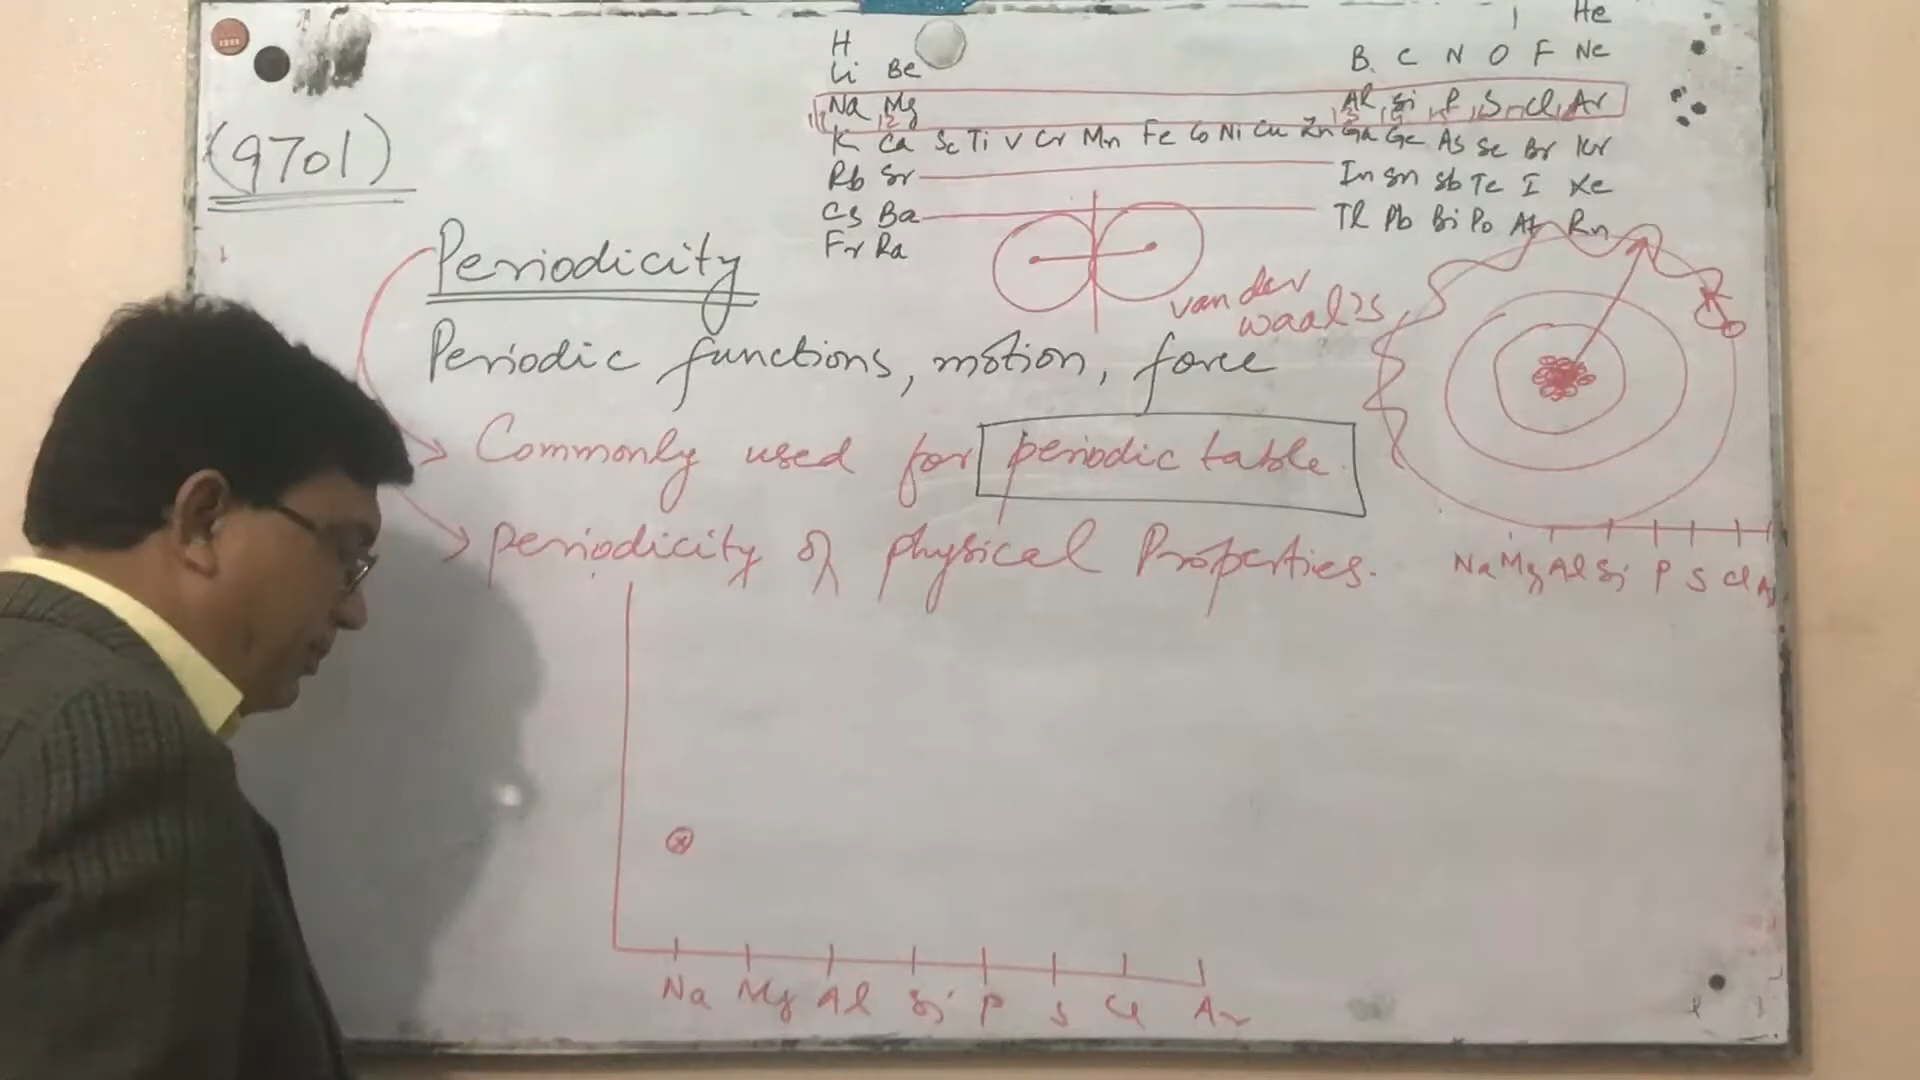 He
H
Li Be B. C N O F Ne
Na Mg Al Si P S Cl Ar
11 12
K Ca Sc Ti V Cr Mn Fe Co Ni Cu Zn Ga Ge As Se Br Kr
(9701)
Rb Sr In Sn Sb Te I Xe
Cs Ba Tl Pb Bi Po At Rn
Fr Ra
Periodicity
van der
waal's
Periodic functions, motion, force
Commonly used for periodic table.
periodicity of physical Properties.
Na Mg Al Si P S Cl Ar
Na Mg Al Si P S Cl Ar